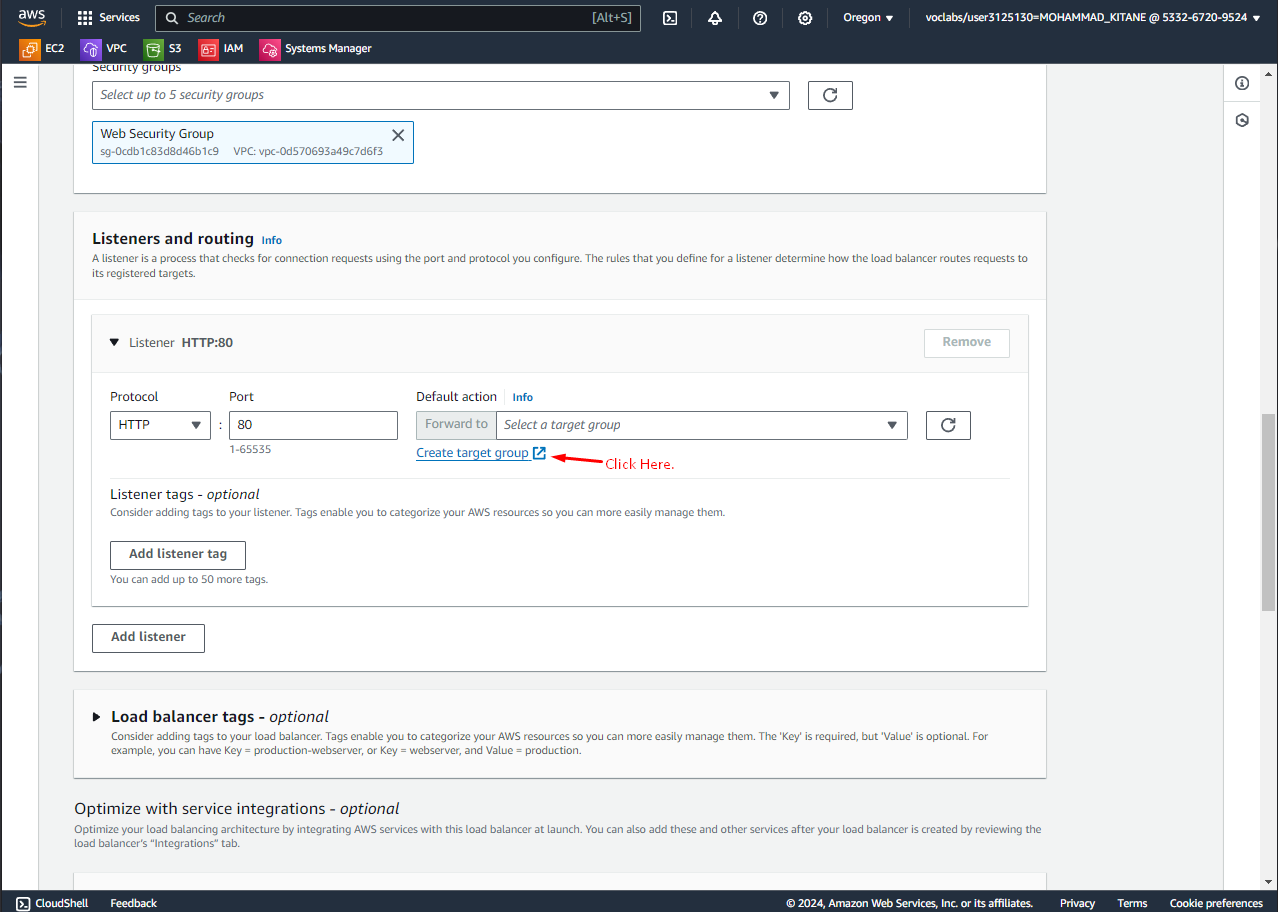 aws
Services
Search
[Alt+S]
Oregon
voclabs/user3125130=MOHAMMAD_KITANE @ 5332-6720-9524
EC2
VPC
S3
IAM
Systems Manager
Security groups
Select up to 5 security groups
Web Security Group
sg-0cdb1c83d8d46b1c9 VPC: vpc-0d570693a49c7d6f3
Listeners and routing Info
A listener is a process that checks for connection requests using the port and protocol you configure. The rules that you define for a listener determine how the load balancer routes requests to
its registered targets.
Listener HTTP:80
Remove
Protocol
Port
Default action
Info
HTTP
:
80
Forward to
Select a target group
1-65535
Create target group
Click Here.
Listener tags - optional
Consider adding tags to your listener. Tags enable you to categorize your AWS resources so you can more easily manage them.
Add listener tag
You can add up to 50 more tags.
Add listener
Load balancer tags - optional
Consider adding tags to your load balancer. Tags enable you to categorize your AWS resources so you can more easily manage them. The 'Key' is required, but 'Value' is optional. For
example, you can have Key = production-webserver, or Key = webserver, and Value = production.
Optimize with service integrations - optional
Optimize your load balancing architecture by integrating AWS services with this load balancer at launch. You can also add these and other services after your load balancer is created by reviewing the
load balancer's “Integrations” tab.
CloudShell
Feedback
© 2024, Amazon Web Services, Inc. or its affiliates.
Privacy
Terms
Cookie preferences